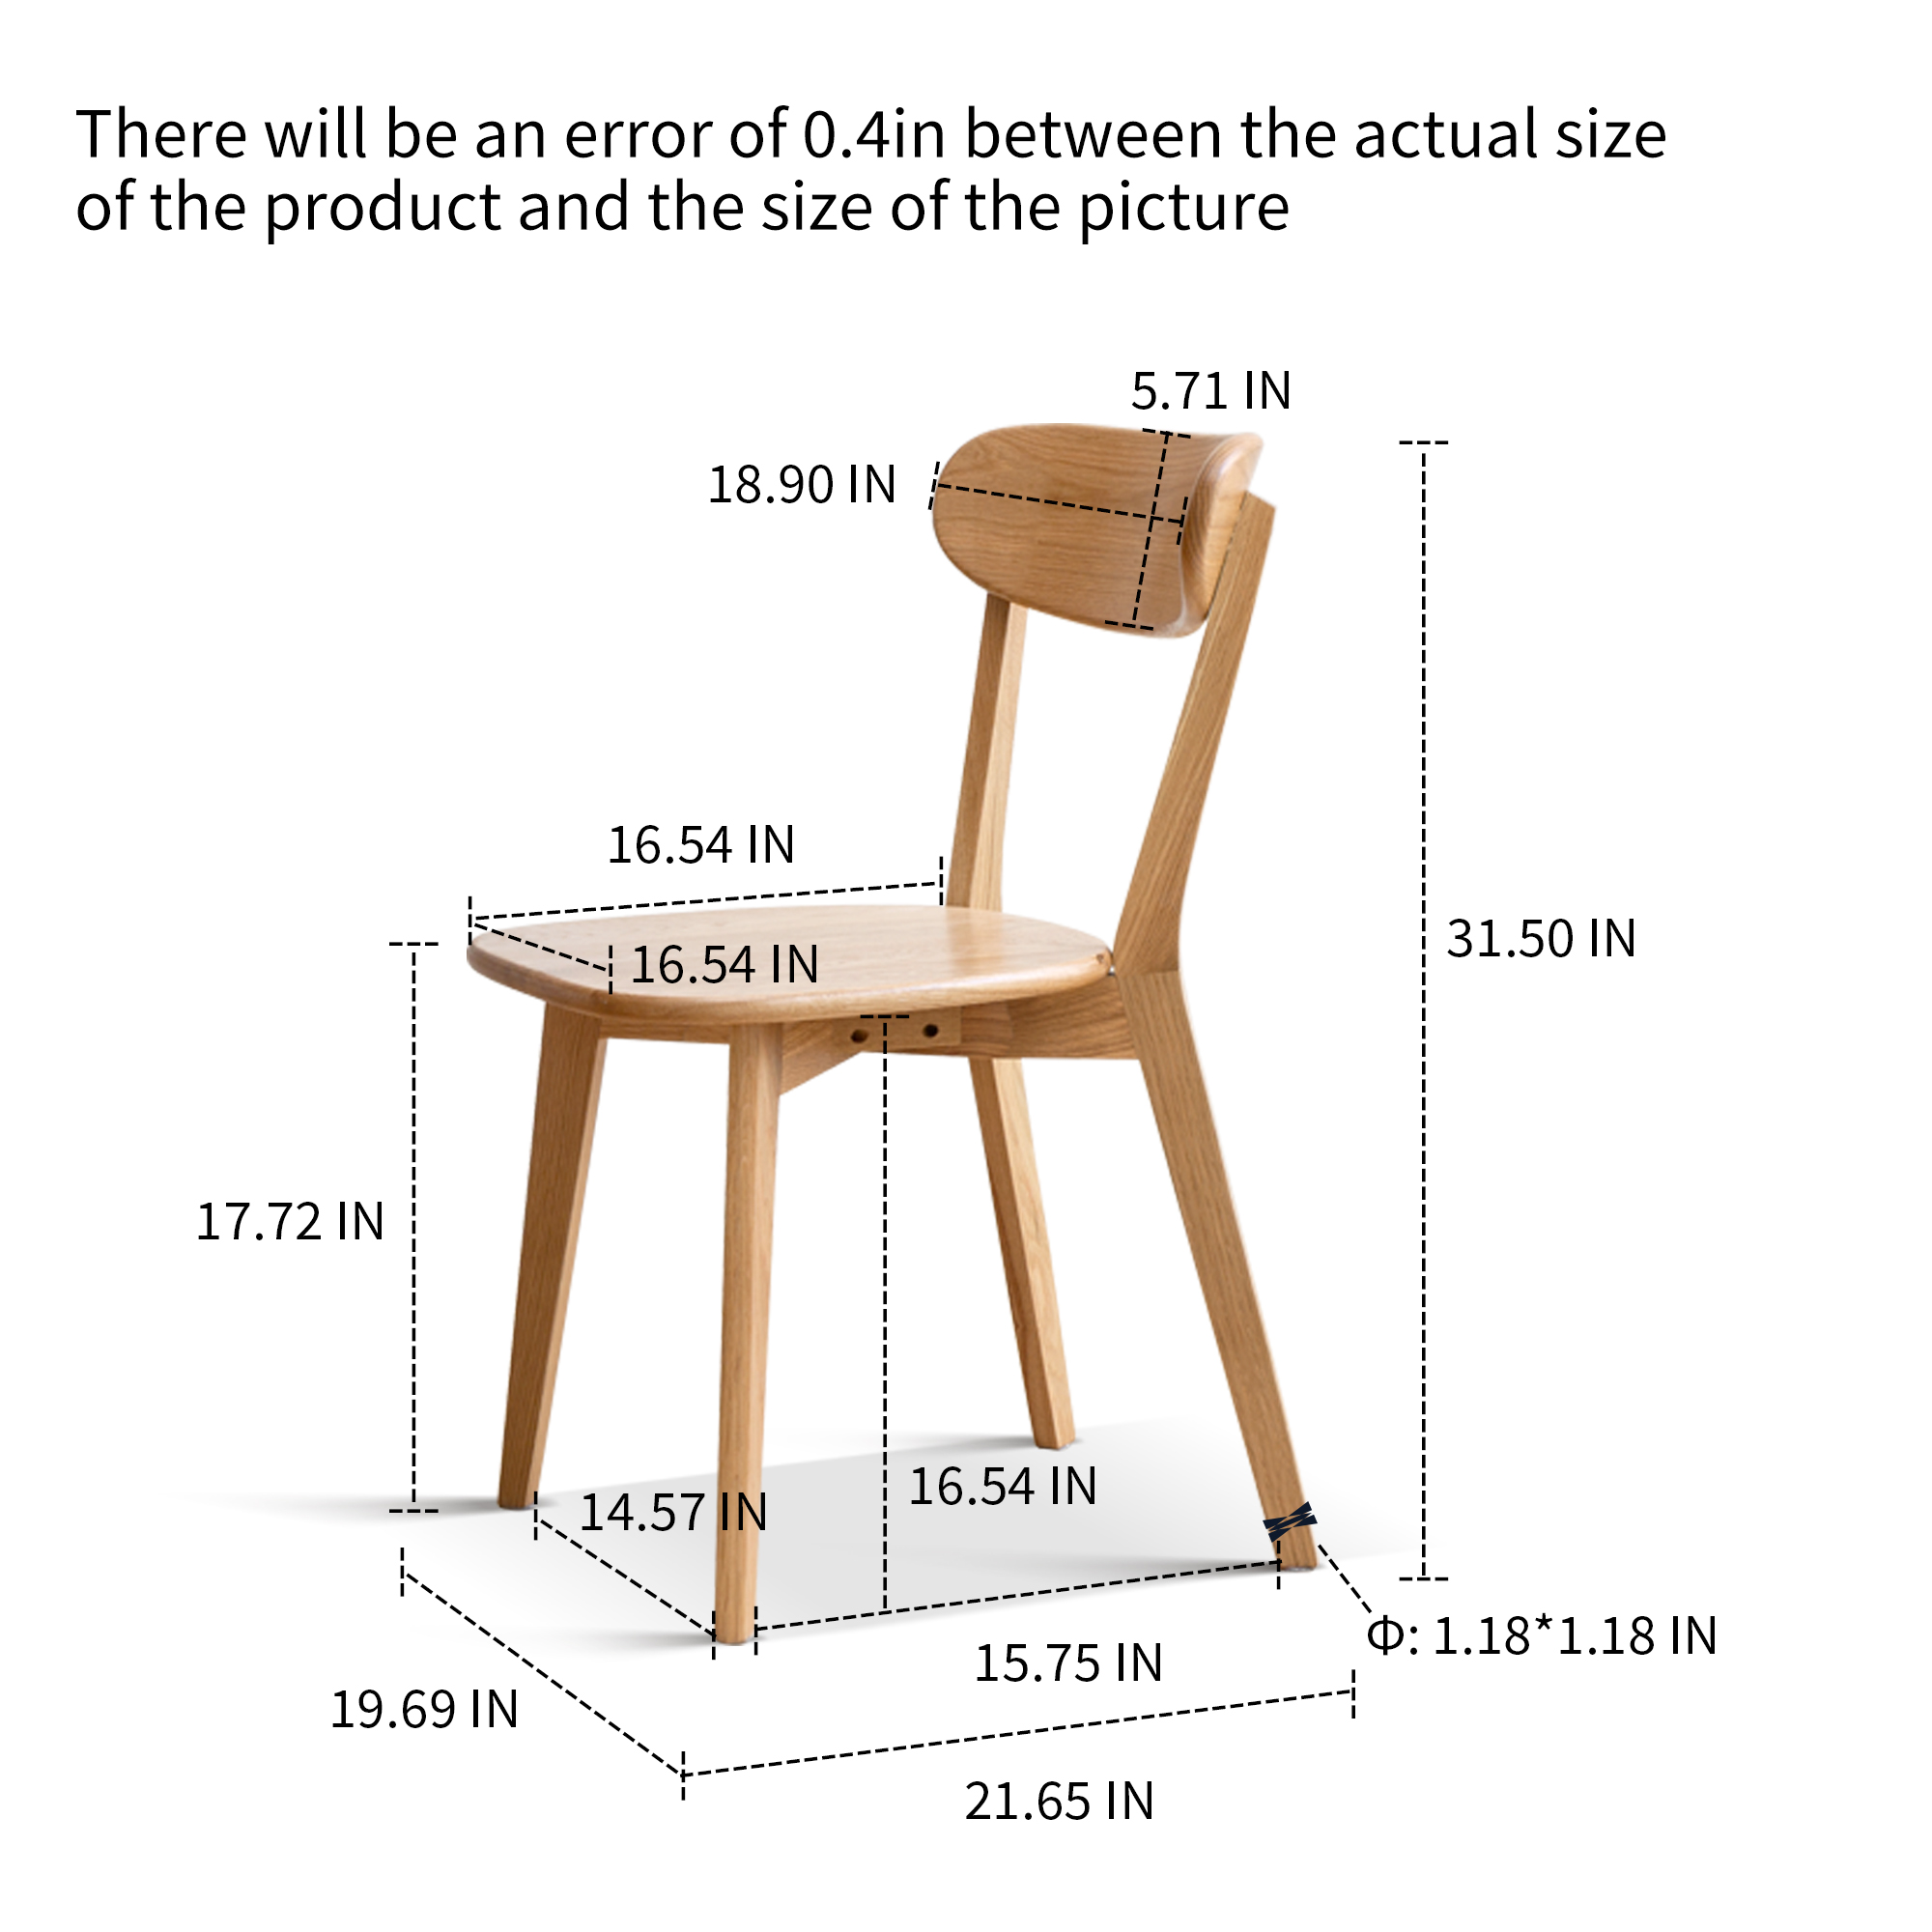 There will be an error of 0.4in between the actual size
of the product and the size of the picture
5.71 IN
18.90 IN
16.54 IN
31.50 IN
16.54 IN
17.72 IN
16.54 IN
14.57 IN
Φ: 1.18*1.18 IN
15.75 IN
19.69 IN
21.65 IN